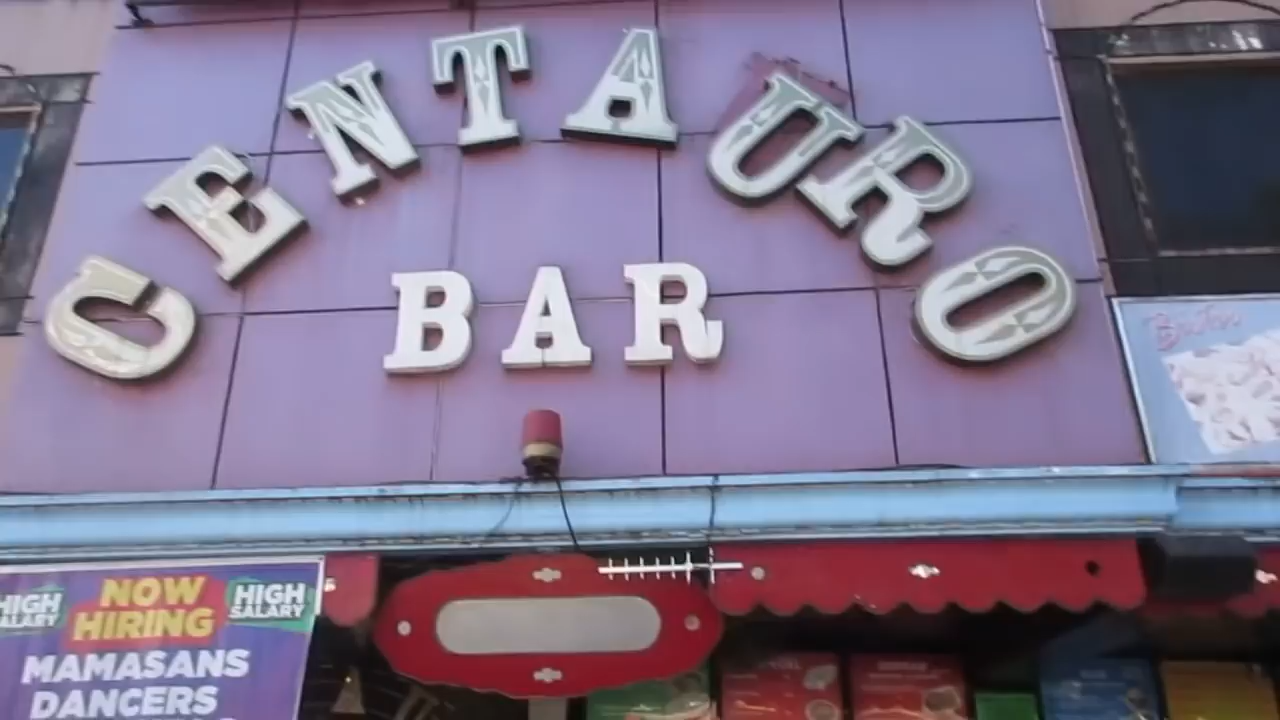 CENTAURO
BAR
HIGH
SALARY
NOW
HIRING
HIGH
SALARY
MAMASANS
DANCERS